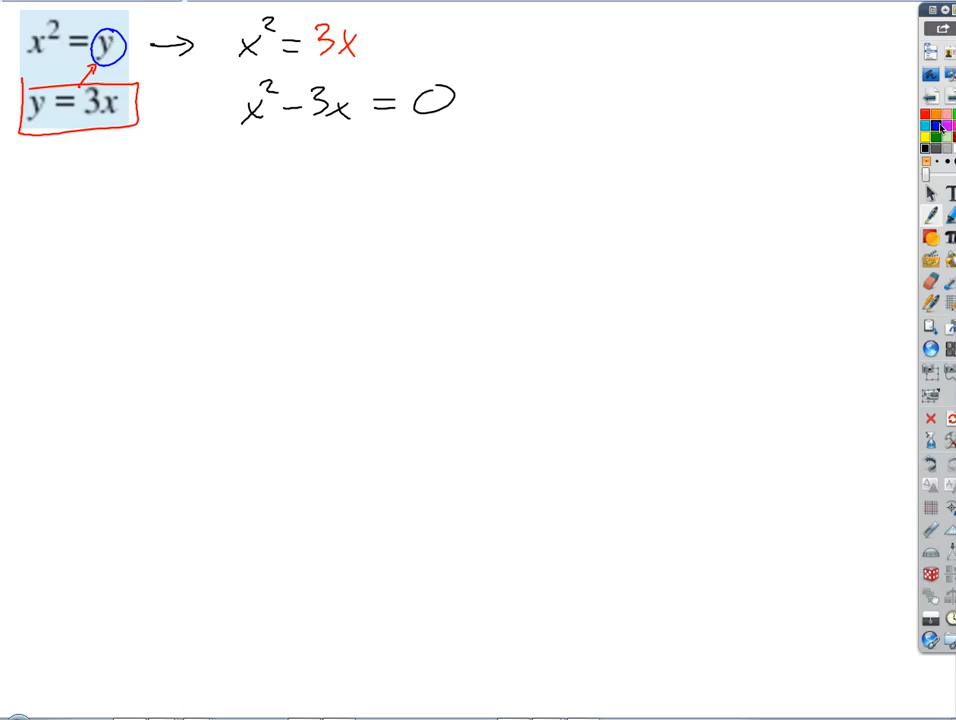 x² = y → x² = 3x
y = 3x
x² - 3x = 0